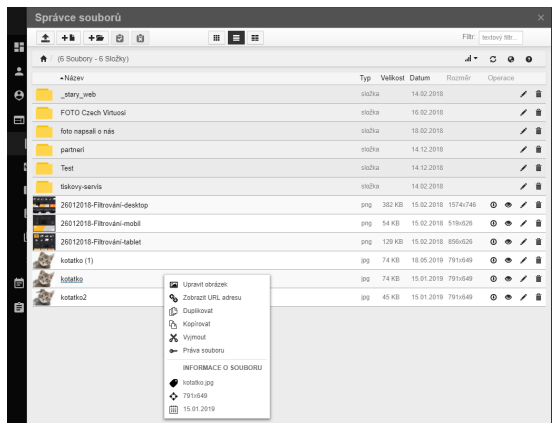 Správce souborů
Filtr: textový filtr...
(6 Soubory - 6 Složky)
Název Typ Velikost Datum Rozměr Operace
_stary_web složka 14.02.2018
FOTO Czech Virtuosi složka 16.02.2018
foto napsali o nás složka 18.02.2018
partneri složka 14.12.2018
Test složka 14.12.2018
tiskovy-servis složka 14.12.2018
26012018-Filtrování-desktop png 382 KB 15.02.2018 1574x746
26012018-Filtrování-mobil png 54 KB 15.02.2018 519x626
26012018-Filtrování-tablet png 129 KB 15.02.2018 856x626
kotatko (1) jpg 74 KB 18.05.2019 791x649
kotatko jpg 74 KB 15.01.2019 791x649
kotatko2 jpg 45 KB 15.01.2019 791x649
Upravit obrázek
Zobrazit URL adresu
Duplikovat
Kopírovat
Vyjmout
Práva souboru
INFORMACE O SOUBORU
kotatko.jpg
791x649
15.01.2019